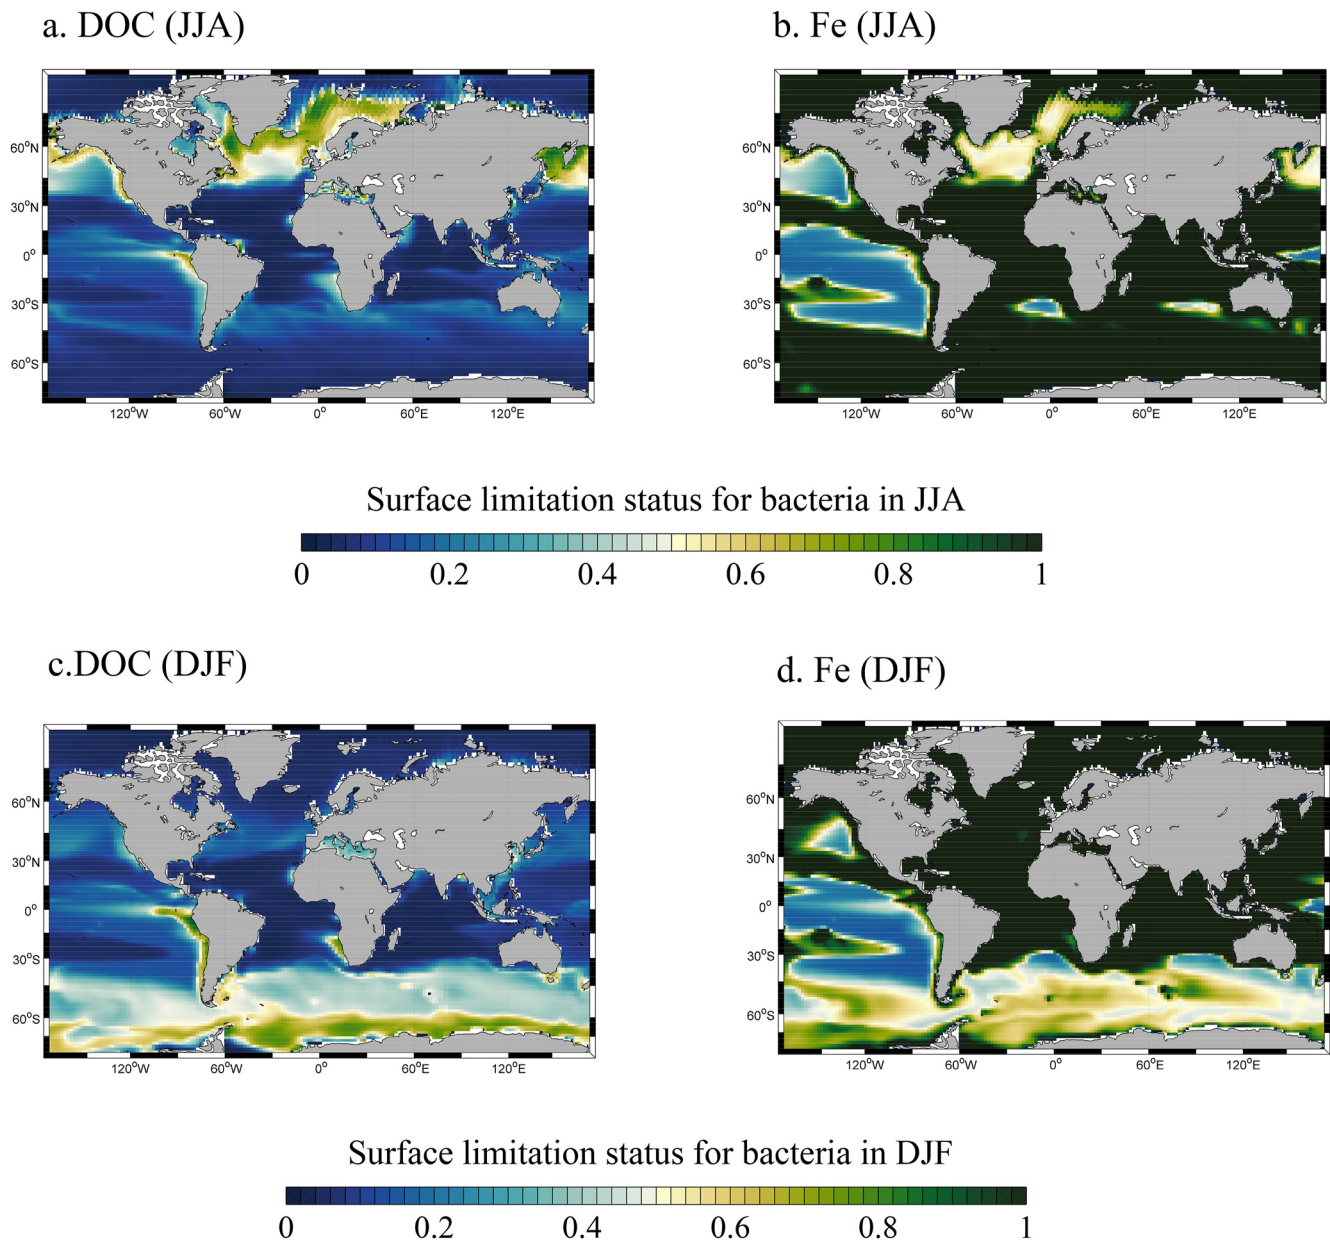 a. DOC (JJA)
b. Fe (JJA)
60°N
30°N
0°
30°S
60°S
120°W 60°W 0° 60°E 120°E
60°N
30°N
0°
30°S
60°S
120°W 60°W 0° 60°E 120°E
Surface limitation status for bacteria in JJA
0 0.2 0.4 0.6 0.8 1
c.DOC (DJF)
d. Fe (DJF)
60°N
30°N
0°
30°S
60°S
120°W 60°W 0° 60°E 120°E
60°N
30°N
0°
30°S
60°S
120°W 60°W 0° 60°E 120°E
Surface limitation status for bacteria in DJF
0 0.2 0.4 0.6 0.8 1